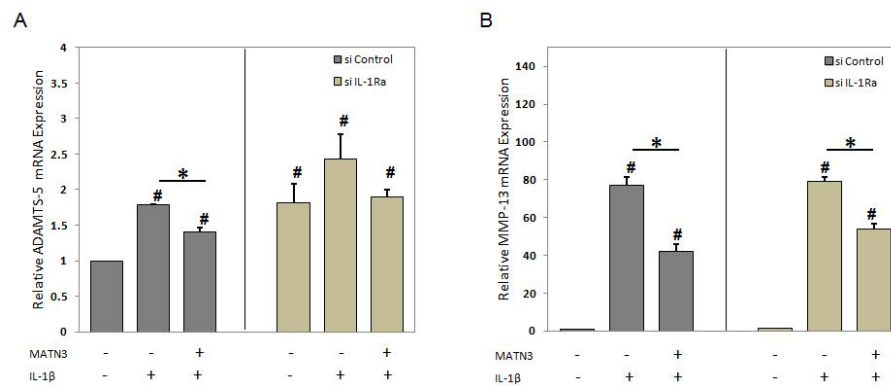 A
Relative ADAMTS-5 mRNA Expression
4
3.5
3
2.5
2
1.5
1
0.5
0
si Control
si IL-1Ra
# * # # # #
MATN3 - - + - - +
IL-1β - + + - + +
B
Relative MMP-13 mRNA Expression
140
120
100
80
60
40
20
0
si Control
si IL-1Ra
# * # # * #
MATN3 - - + - - +
IL-1β - + + - + +